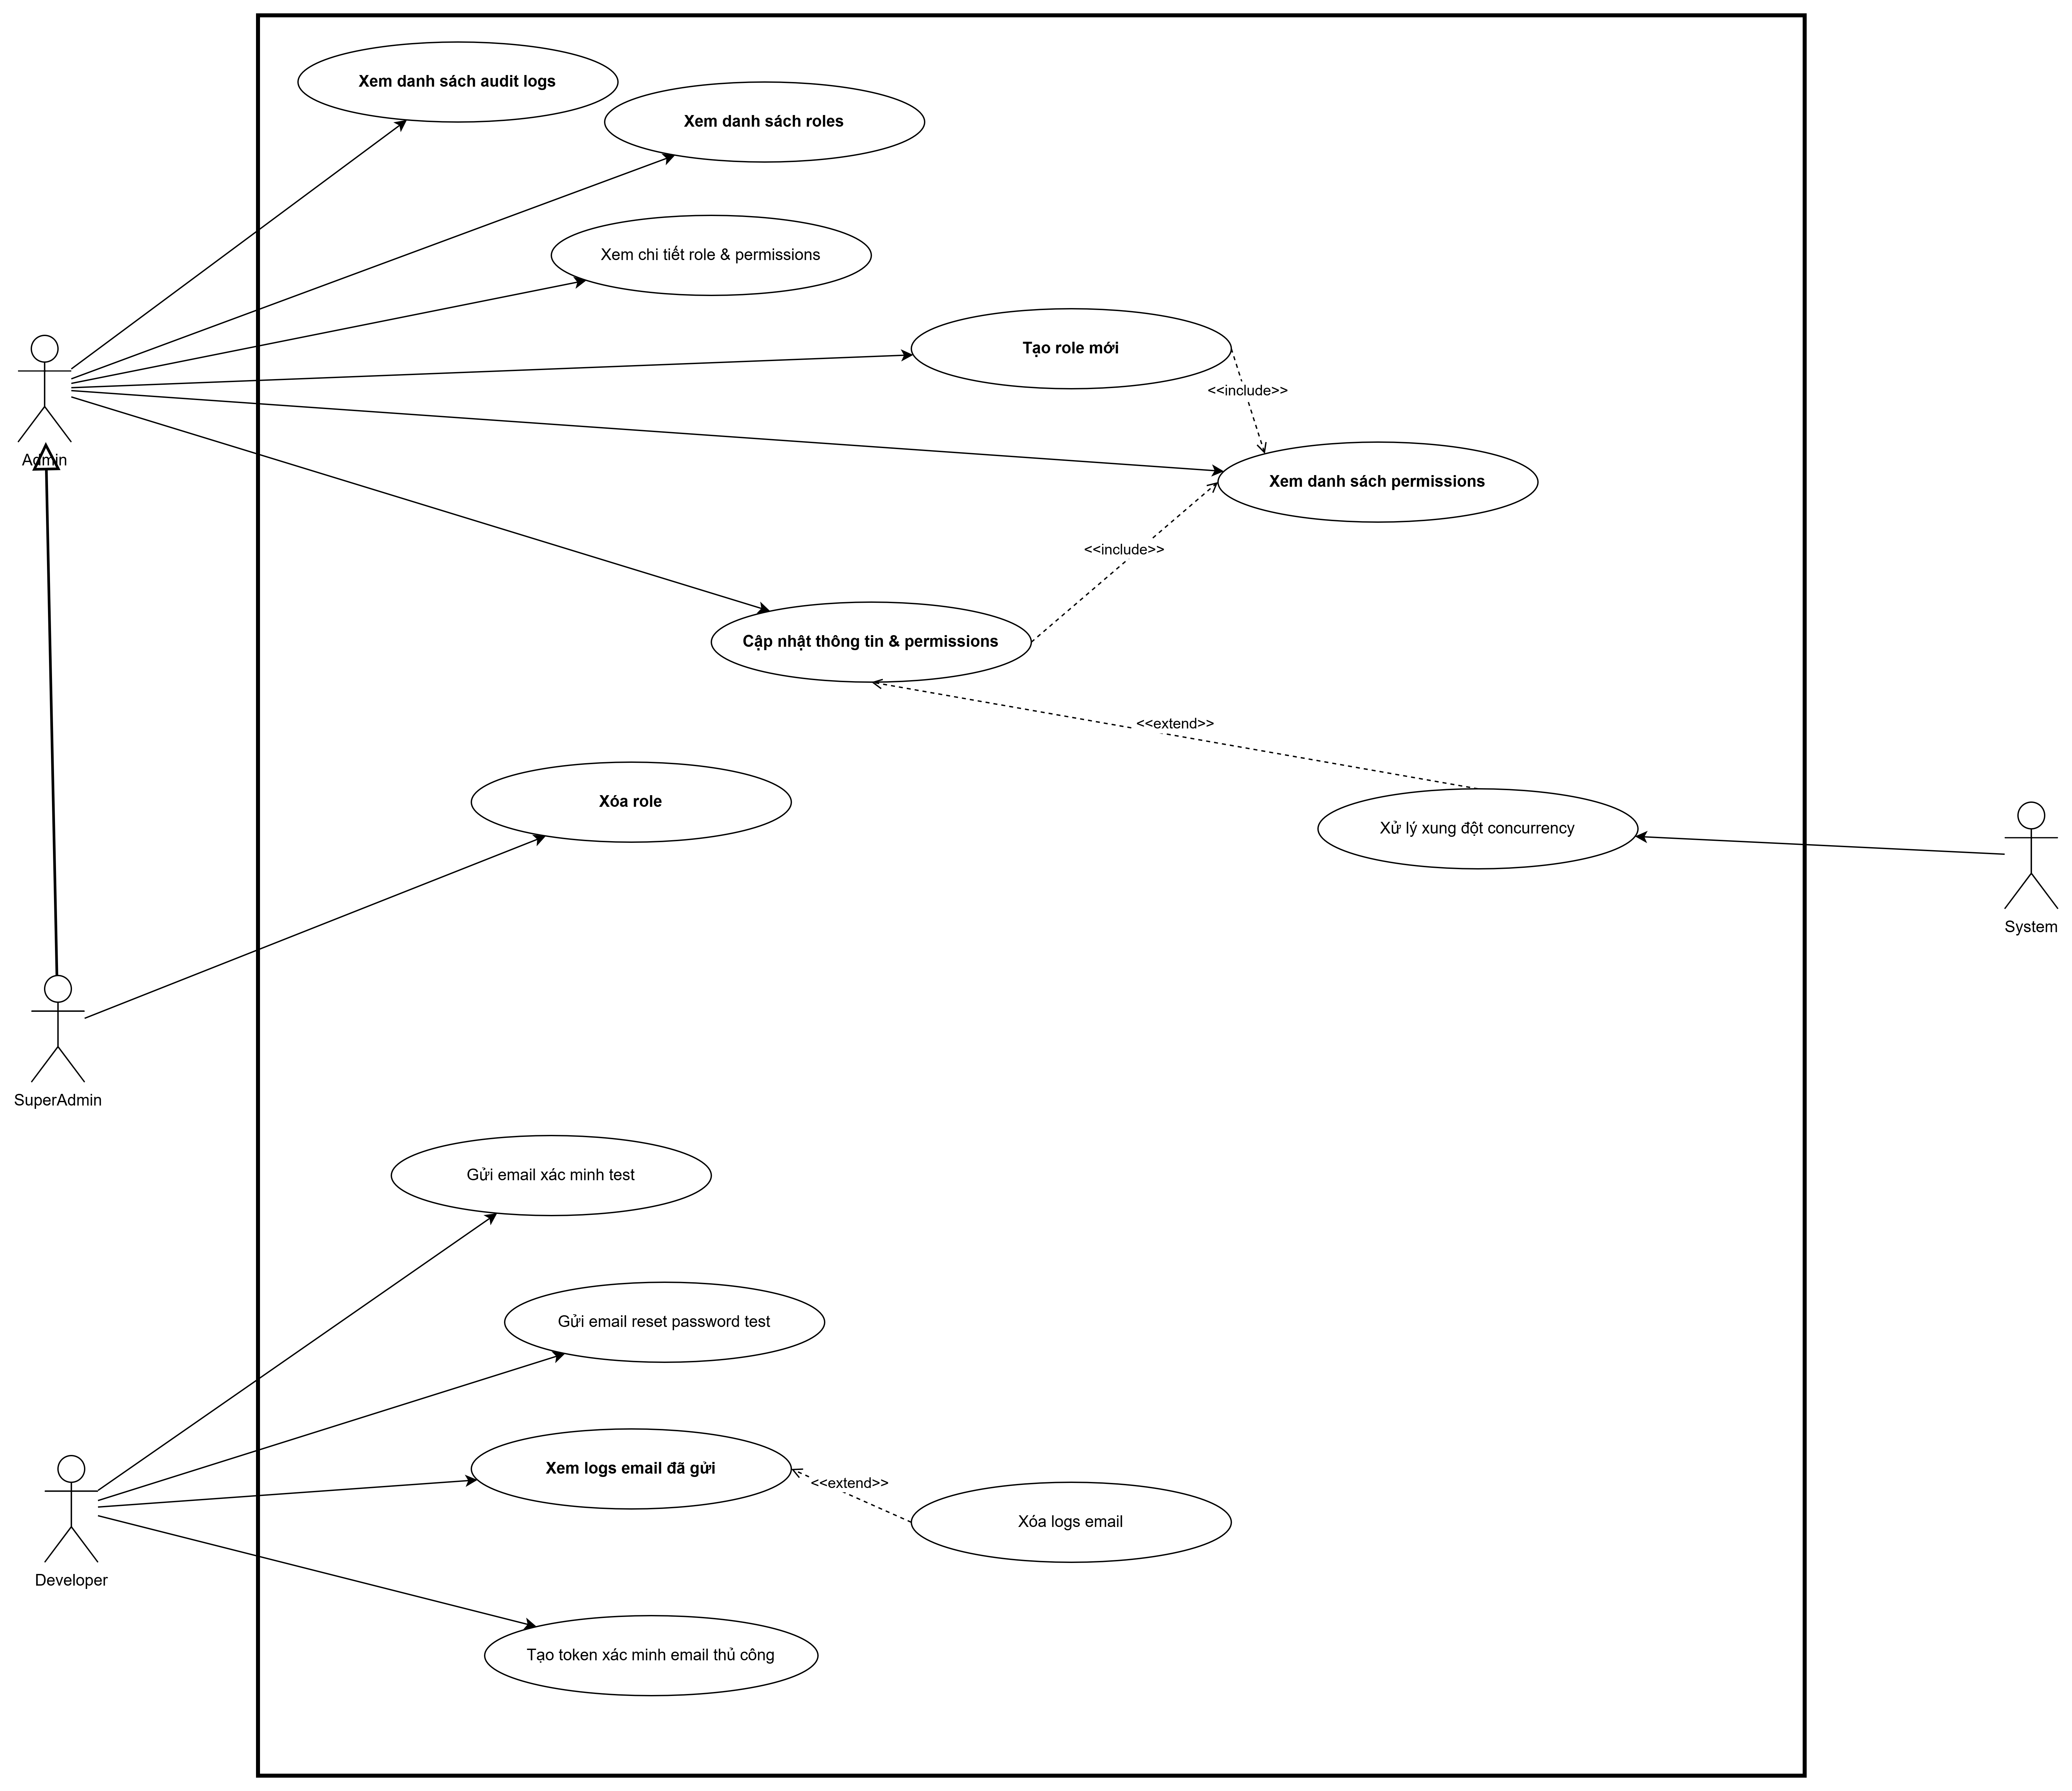 Xem danh sách audit logs
Xem danh sách roles
Xem chi tiết role & permissions
Tạo role mới
<<include>>
Admin
Xem danh sách permissions
<<include>>
Cập nhật thông tin & permissions
<<extend>>
Xóa role
Xử lý xung đột concurrency
System
SuperAdmin
Gửi email xác minh test
Gửi email reset password test
Xem logs email đã gửi
<<extend>>
Xóa logs email
Developer
Tạo token xác minh email thủ công